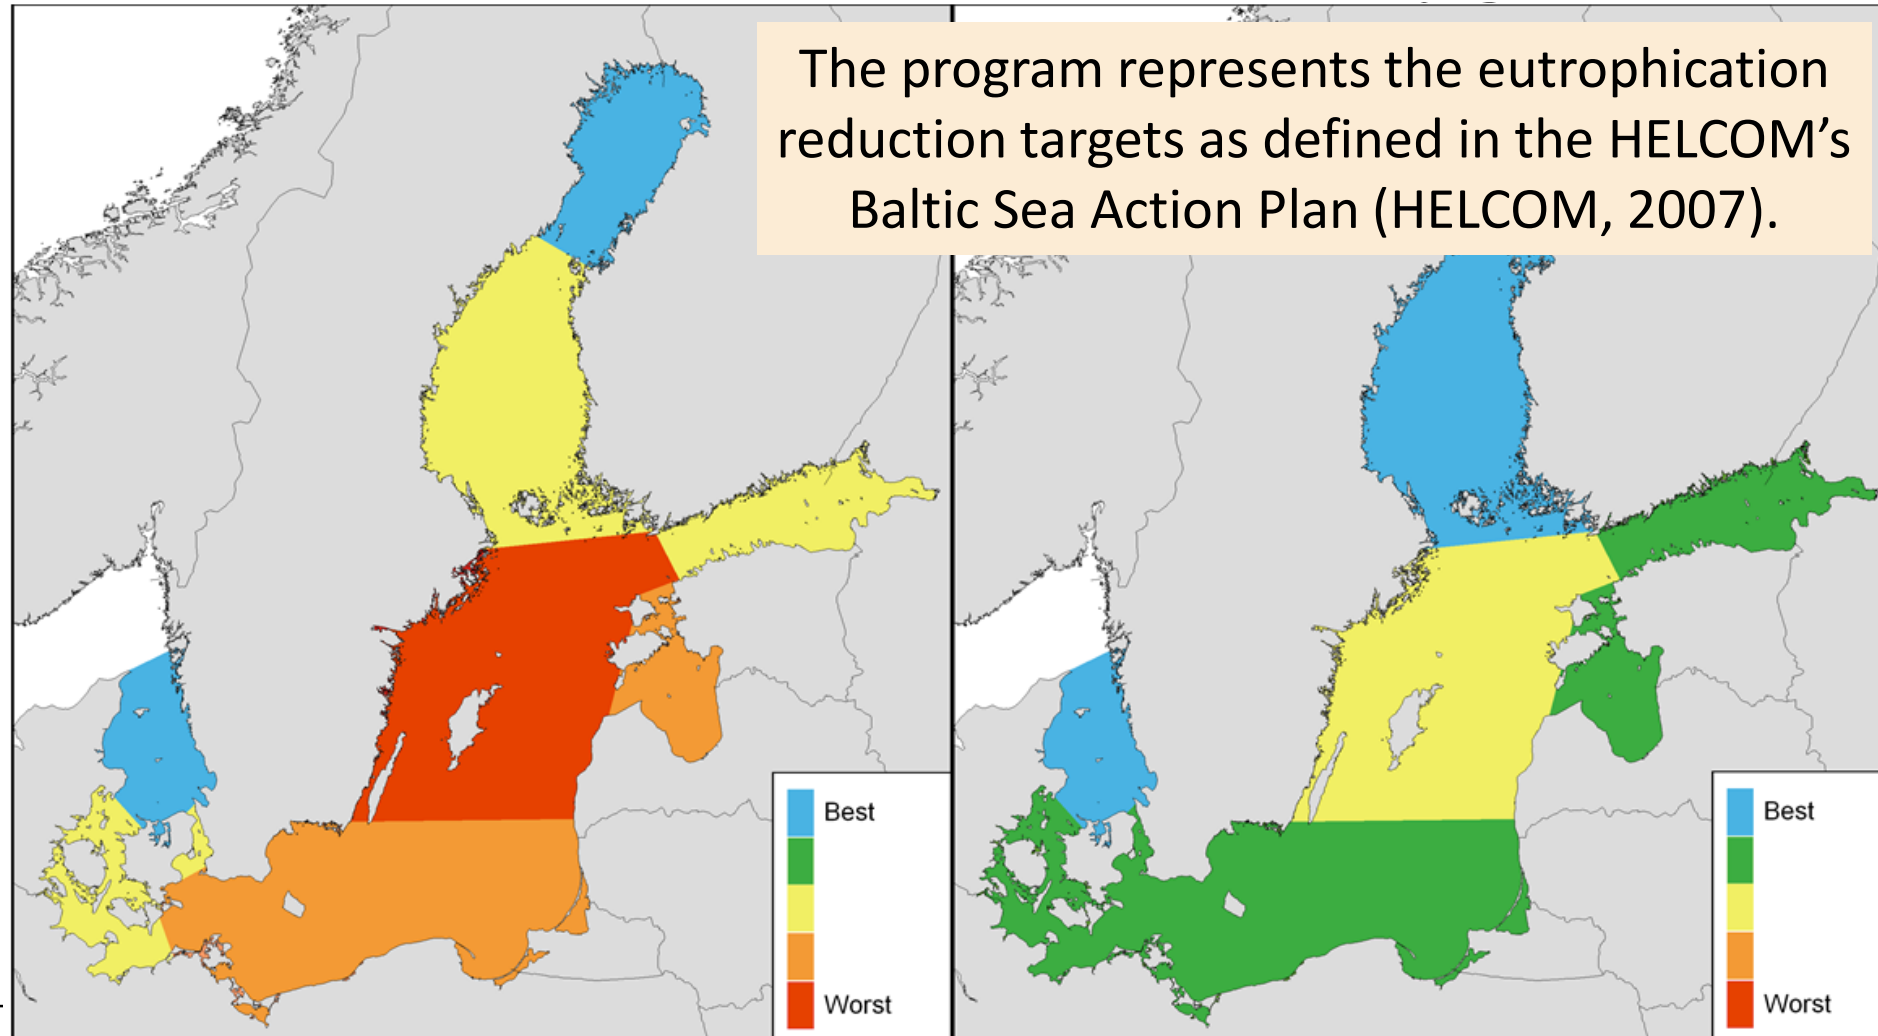 The program represents the eutrophication
reduction targets as defined in the HELCOM’s
Baltic Sea Action Plan (HELCOM, 2007).
Best
Worst
Best
Worst